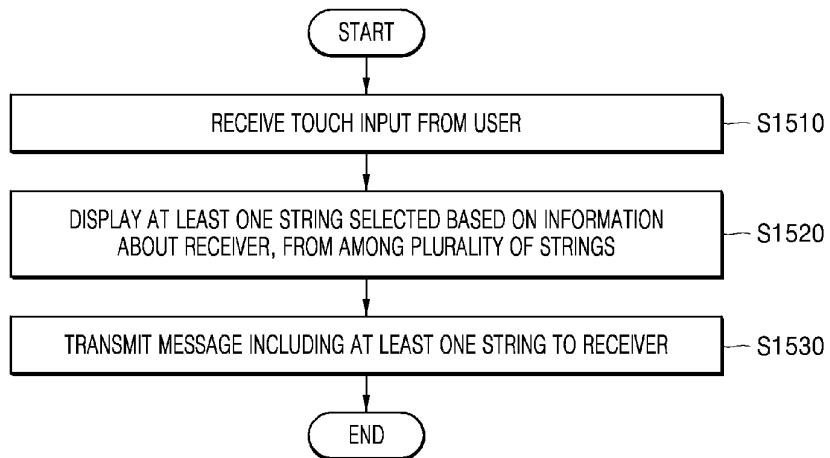 START
RECEIVE TOUCH INPUT FROM USER
S1510
DISPLAY AT LEAST ONE STRING SELECTED BASED ON INFORMATION
ABOUT RECEIVER, FROM AMONG PLURALITY OF STRINGS
S1520
TRANSMIT MESSAGE INCLUDING AT LEAST ONE STRING TO RECEIVER
S1530
END